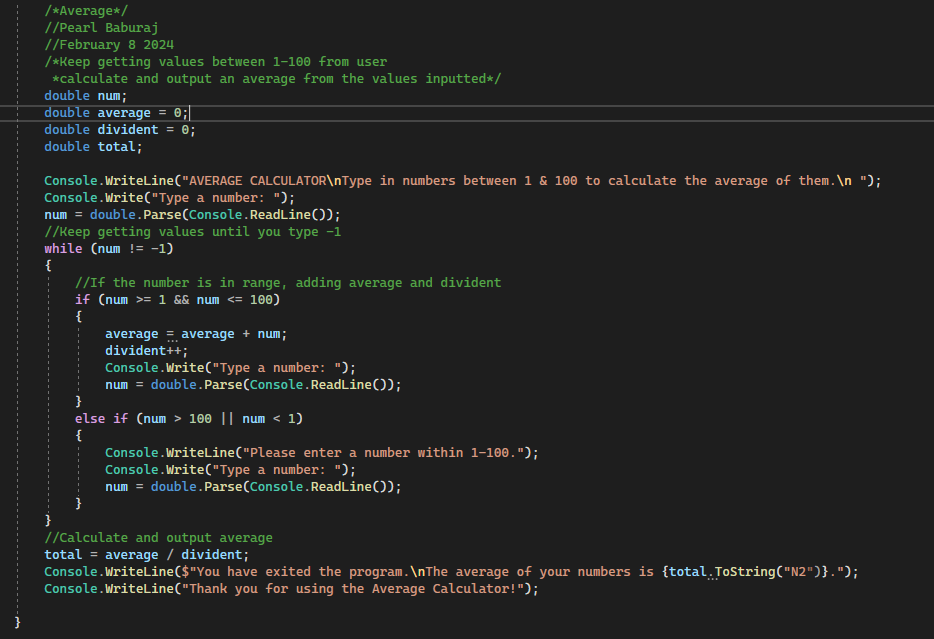 /*Average*/
//Pearl Baburaj
//February 8 2024
/*Keep getting values between 1-100 from user
*calculate and output an average from the values inputted*/
double num;
double average = 0;
double divident = 0;
double total;
Console.WriteLine("AVERAGE CALCULATOR\nType in numbers between 1 & 100 to calculate the average of them.\n ");
Console.Write("Type a number: ");
num = double.Parse(Console.ReadLine());
//Keep getting values until you type -1
while (num != -1)
{
//If the number is in range, adding average and divident
if (num >= 1 && num <= 100)
{
average = average + num;
divident++;
Console.Write("Type a number: ");
num = double.Parse(Console.ReadLine());
}
else if (num > 100 || num < 1)
{
Console.WriteLine("Please enter a number within 1-100.");
Console.Write("Type a number: ");
num = double.Parse(Console.ReadLine());
}
}
//Calculate and output average
total = average / divident;
Console.WriteLine($"You have exited the program.\nThe average of your numbers is {total.ToString("N2")}.");
Console.WriteLine("Thank you for using the Average Calculator!");
}